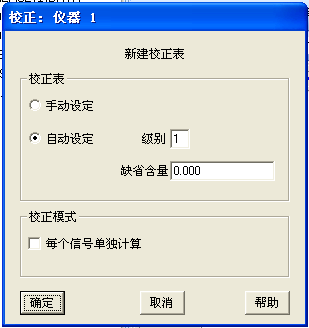 校正: 仪器 1
新建校正表
校正表
手动设定
自动设定 级别 1
缺省含量 0.000
校正模式
每个信号单独计算
确定 取消 帮助